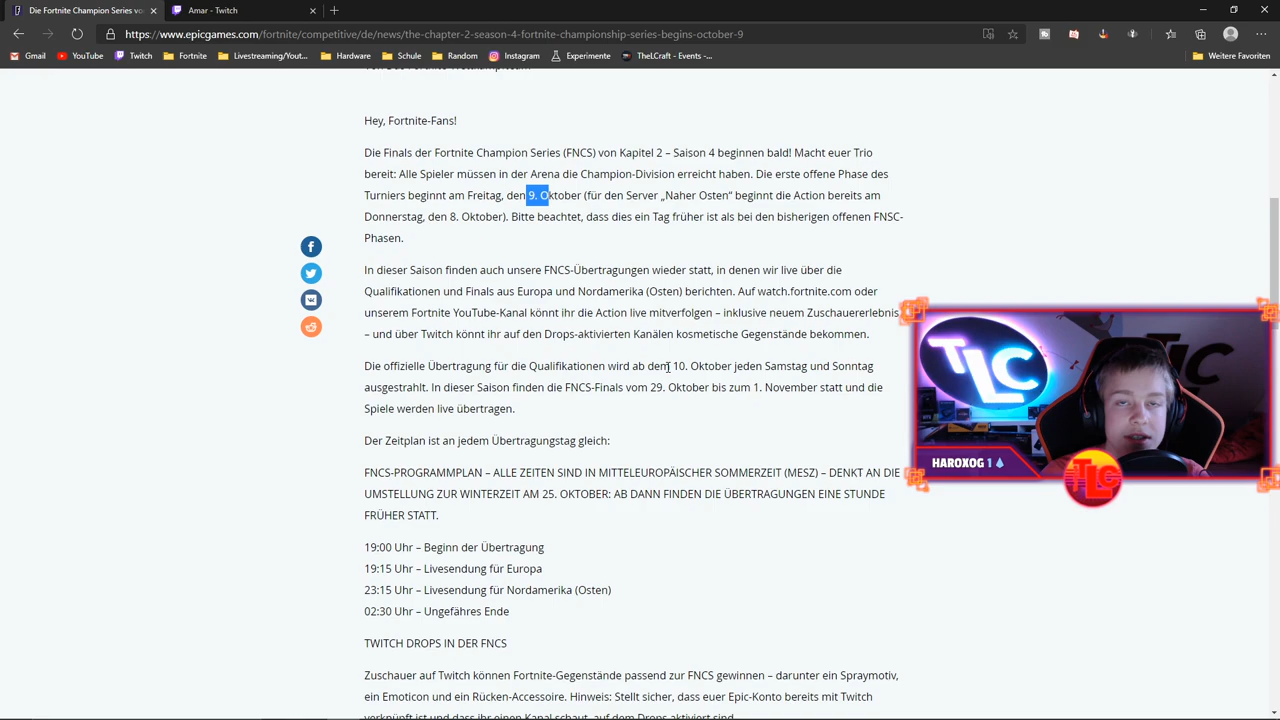 Die Fortnite Champion Series vo
Amar - Twitch
https://www.epicgames.com/fortnite/competitive/de/news/the-chapter-2-season-4-fortnite-championship-series-begins-october-9
Gmail
YouTube
Twitch
Fortnite
Livestreaming/Yout...
Hardware
Schule
Random
Instagram
Experimente
TheLCraft - Events -...
Weitere Favoriten
Hey, Fortnite-Fans!
Die Finals der Fortnite Champion Series (FNCS) von Kapitel 2 – Saison 4 beginnen bald! Macht euer Trio
bereit: Alle Spieler müssen in der Arena die Champion-Division erreicht haben. Die erste offene Phase des
Turniers beginnt am Freitag, den 9. Oktober (für den Server „Naher Osten“ beginnt die Action bereits am
Donnerstag, den 8. Oktober). Bitte beachtet, dass dies ein Tag früher ist als bei den bisherigen offenen FNSC-
Phasen.
In dieser Saison finden auch unsere FNCS-Übertragungen wieder statt, in denen wir live über die
Qualifikationen und Finals aus Europa und Nordamerika (Osten) berichten. Auf watch.fortnite.com oder
unserem Fortnite YouTube-Kanal könnt ihr die Action live mitverfolgen – inklusive neuem Zuschauererlebnis
– und über Twitch könnt ihr auf den Drops-aktivierten Kanälen kosmetische Gegenstände bekommen.
Die offizielle Übertragung für die Qualifikationen wird ab dem 10. Oktober jeden Samstag und Sonntag
ausgestrahlt. In dieser Saison finden die FNCS-Finals vom 29. Oktober bis zum 1. November statt und die
Spiele werden live übertragen.
Der Zeitplan ist an jedem Übertragungstag gleich:
FNCS-PROGRAMMPLAN – ALLE ZEITEN SIND IN MITTELEUROPÄISCHER SOMMERZEIT (MESZ) – DENKT AN DIE
UMSTELLUNG ZUR WINTERZEIT AM 25. OKTOBER: AB DANN FINDEN DIE ÜBERTRAGUNGEN EINE STUNDE
FRÜHER STATT.
19:00 Uhr – Beginn der Übertragung
19:15 Uhr – Livesendung für Europa
23:15 Uhr – Livesendung für Nordamerika (Osten)
02:30 Uhr – Ungefähres Ende
TWITCH DROPS IN DER FNCS
Zuschauer auf Twitch können Fortnite-Gegenstände passend zur FNCS gewinnen – darunter ein Spraymotiv,
ein Emoticon und ein Rücken-Accessoire. Hinweis: Stellt sicher, dass euer Epic-Konto bereits mit Twitch
verknüpft ist und dass ihr einen Kanal schaut, auf dem Drops aktiviert sind.
TLC
HAROXOG 1
TLC